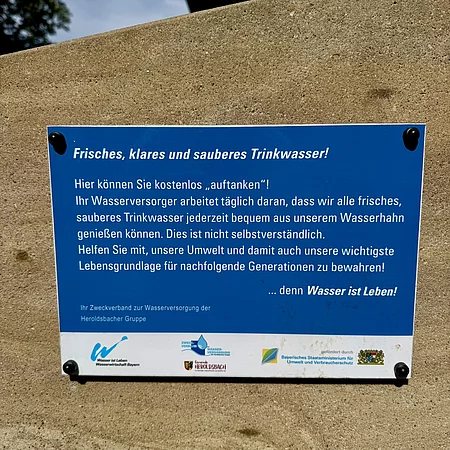 Frisches, klares und sauberes Trinkwasser!
Hier können Sie kostenlos „auftanken“!
Ihr Wasserversorger arbeitet täglich daran, dass wir alle frisches,
sauberes Trinkwasser jederzeit bequem aus unserem Wasserhahn
genießen können. Dies ist nicht selbstverständlich.
Helfen Sie mit, unsere Umwelt und damit auch unsere wichtigste
Lebensgrundlage für nachfolgende Generationen zu bewahren!
... denn Wasser ist Leben!
Ihr Zweckverband zur Wasserversorgung der
Heroldsbacher Gruppe
Wasser ist Leben
Wasserwirtschaft Bayern
HEROLDSBACH
gefördert durch
Bayerisches Staatsministerium für
Umwelt und Verbraucherschutz